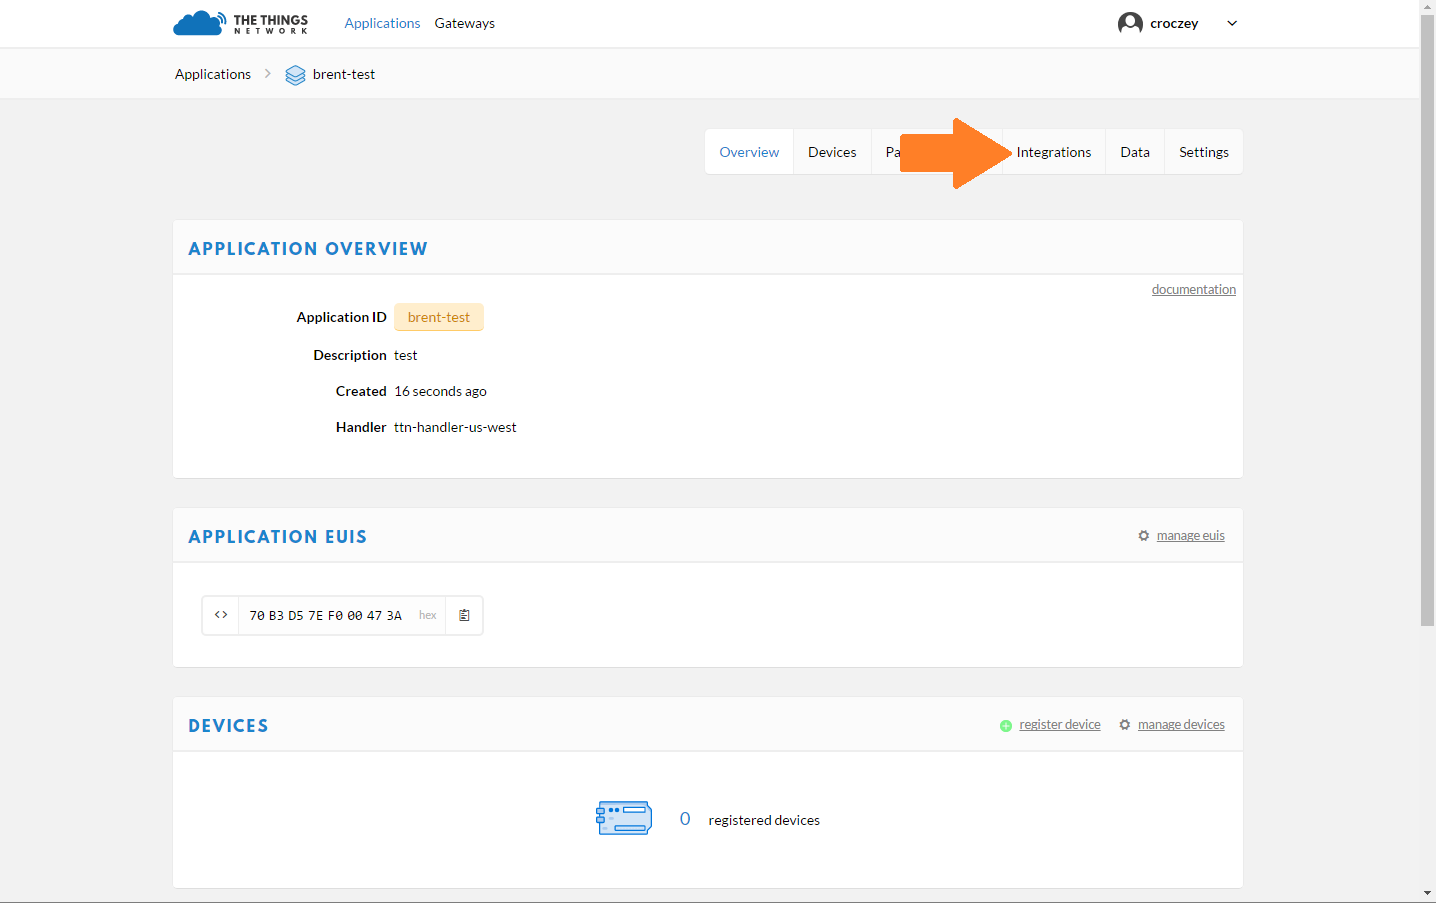 THE THINGS
NETWORK
Applications Gateways
croczey
Applications brent-test
Overview Devices Integrations Data Settings
APPLICATION OVERVIEW
documentation
Application ID brent-test
Description test
Created 16 seconds ago
Handler ttn-handler-us-west
APPLICATION EUIS
manage euis
<> 70 B3 D5 7E F0 00 47 3A hex
DEVICES
register device manage devices
0 registered devices